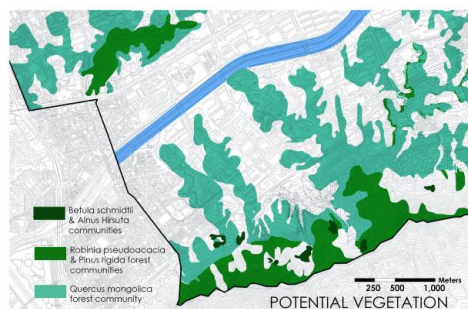 Betula schmidtii
& Alnus Hirsuta
communities
Robinia pseudoacacia
& Pinus rigida forest
communities
Quercus mongolica
forest community
Meters
250 500 1,000
POTENTIAL VEGETATION